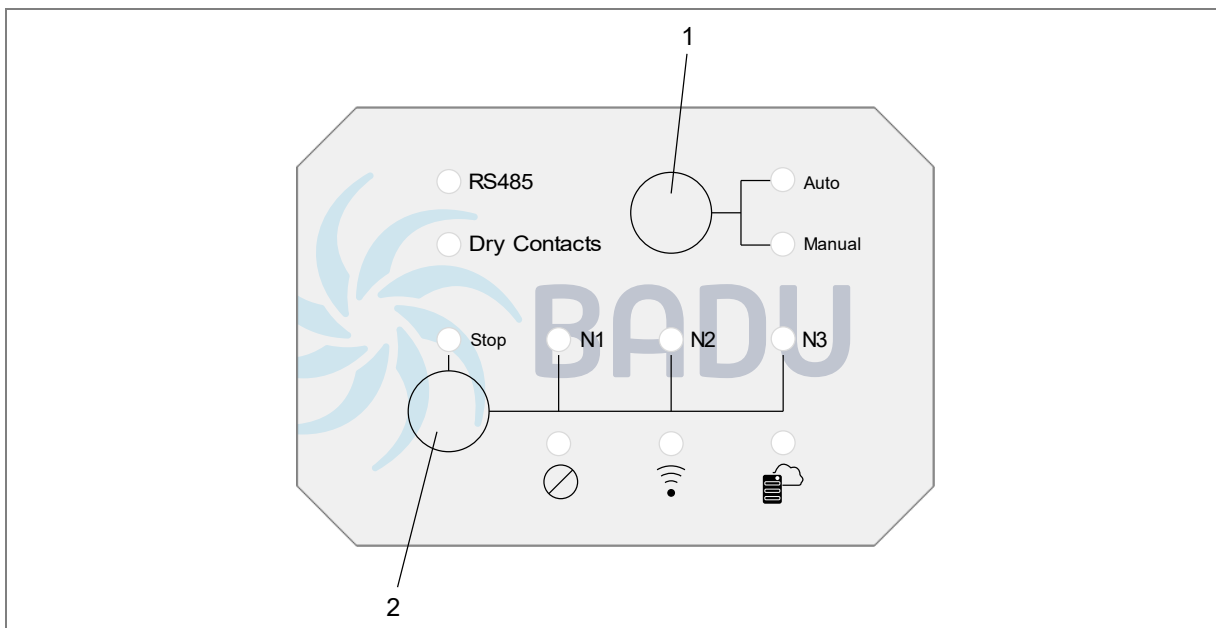 1
RS485
Auto
Dry Contacts
Manual
BADU
Stop N1 N2 N3
2